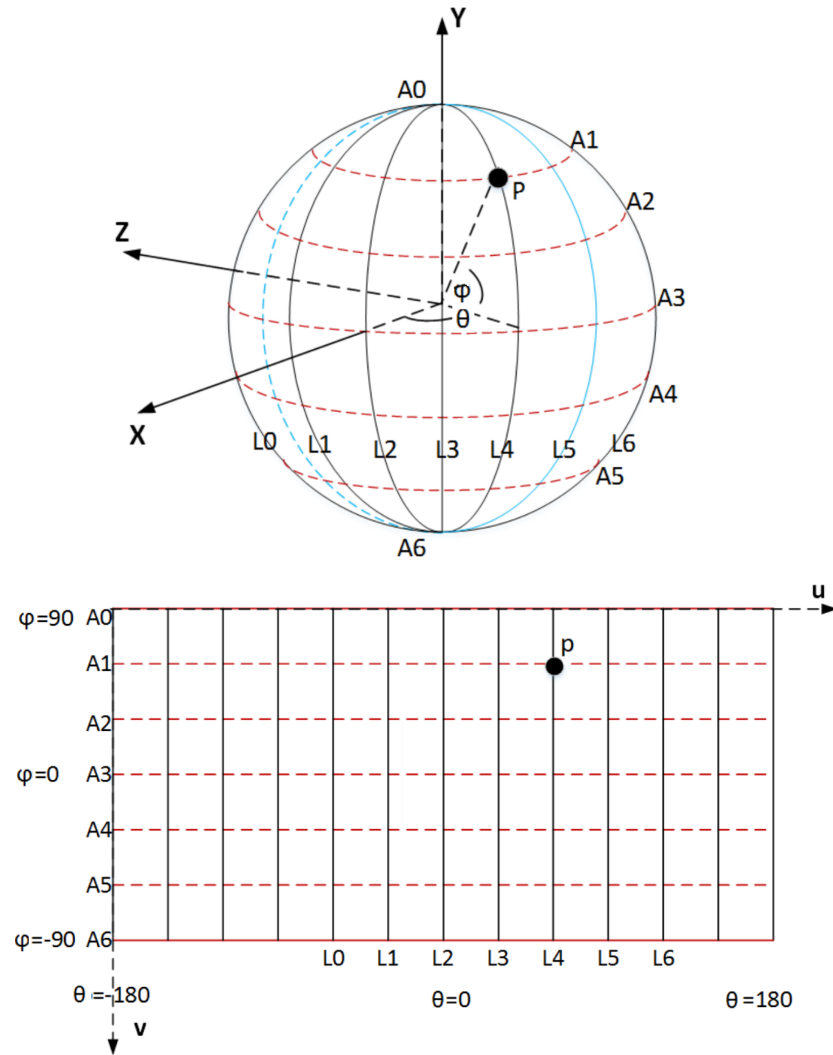 Y
A0
A1
P
A2
Z
φ
A3
θ
A4
X
L0 L1 L2 L3 L4 L5 L6
A5
A6
u
φ=90 A0
p
A1
A2
φ=0 A3
A4
A5
φ=-90 A6
L0 L1 L2 L3 L4 L5 L6
θ=-180 θ=0 θ=180
v